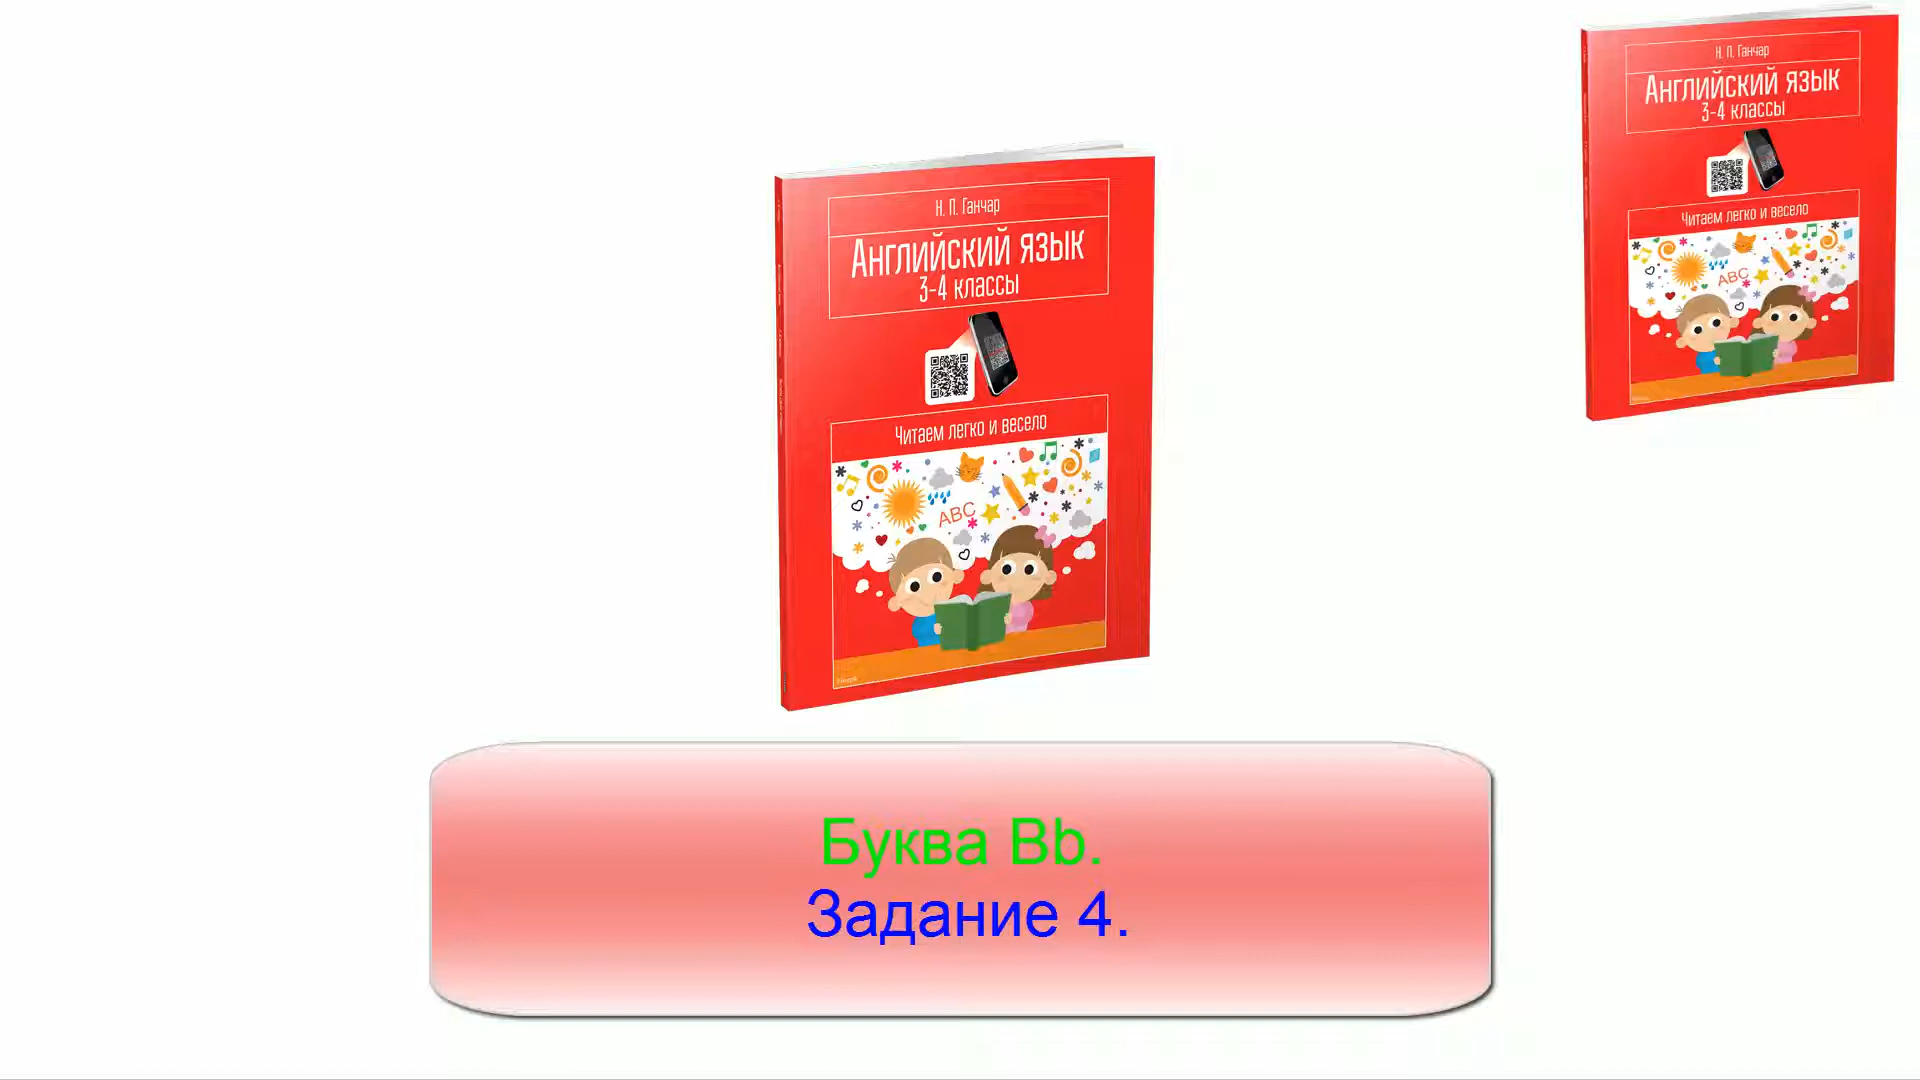 Н. П. Ганчар
Английский язык
3-4 классы
Читаем легко и весело
ABC
Н. П. Ганчар
Английский язык
3-4 классы
Читаем легко и весело
ABC
Буква Bb.
Задание 4.